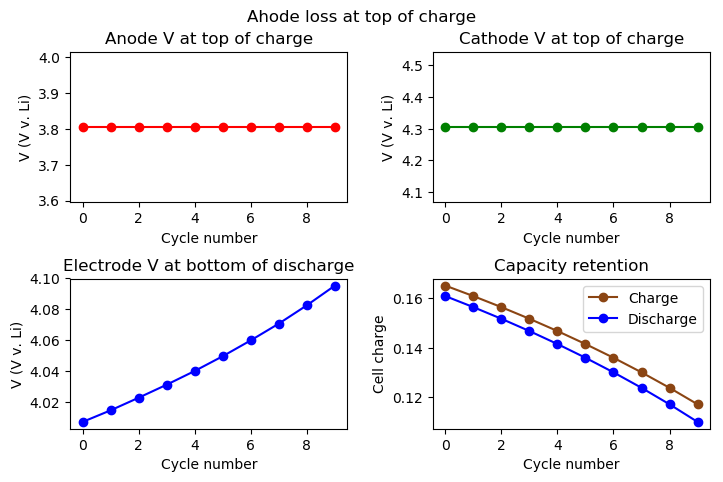 Ahode loss at top of charge
Anode V at top of charge
V (V v. Li)
4.0
3.9
3.8
3.7
3.6
0 2 4 6 8
Cycle number
Cathode V at top of charge
V (V v. Li)
4.5
4.4
4.3
4.2
4.1
0 2 4 6 8
Cycle number
Electrode V at bottom of discharge
V (V v. Li)
4.10
4.08
4.06
4.04
4.02
0 2 4 6 8
Cycle number
Capacity retention
Cell charge
0.16
0.14
0.12
Charge
Discharge
0 2 4 6 8
Cycle number